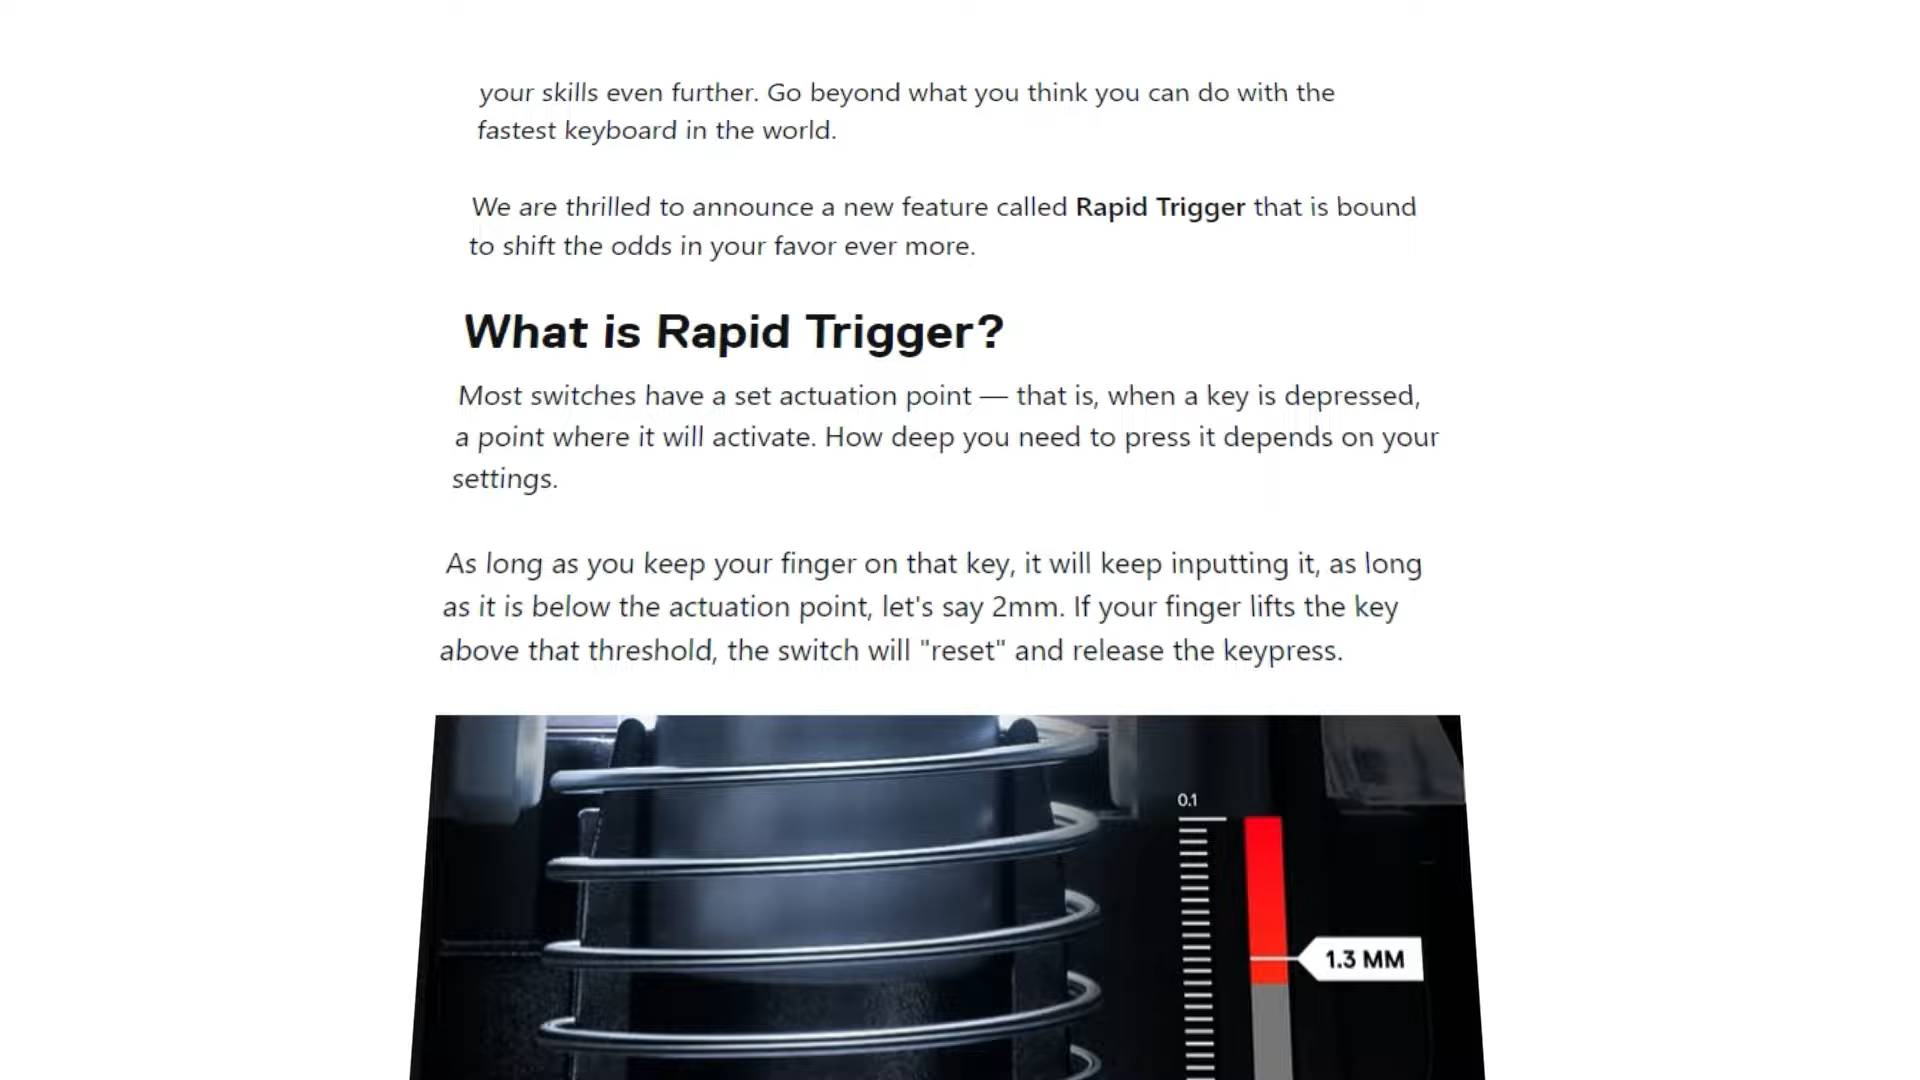 your skills even further. Go beyond what you think you can do with the
fastest keyboard in the world.
We are thrilled to announce a new feature called Rapid Trigger that is bound
to shift the odds in your favor ever more.
What is Rapid Trigger?
Most switches have a set actuation point — that is, when a key is depressed,
a point where it will activate. How deep you need to press it depends on your
settings.
As long as you keep your finger on that key, it will keep inputting it, as long
as it is below the actuation point, let's say 2mm. If your finger lifts the key
above that threshold, the switch will "reset" and release the keypress.
0.1
1.3 MM